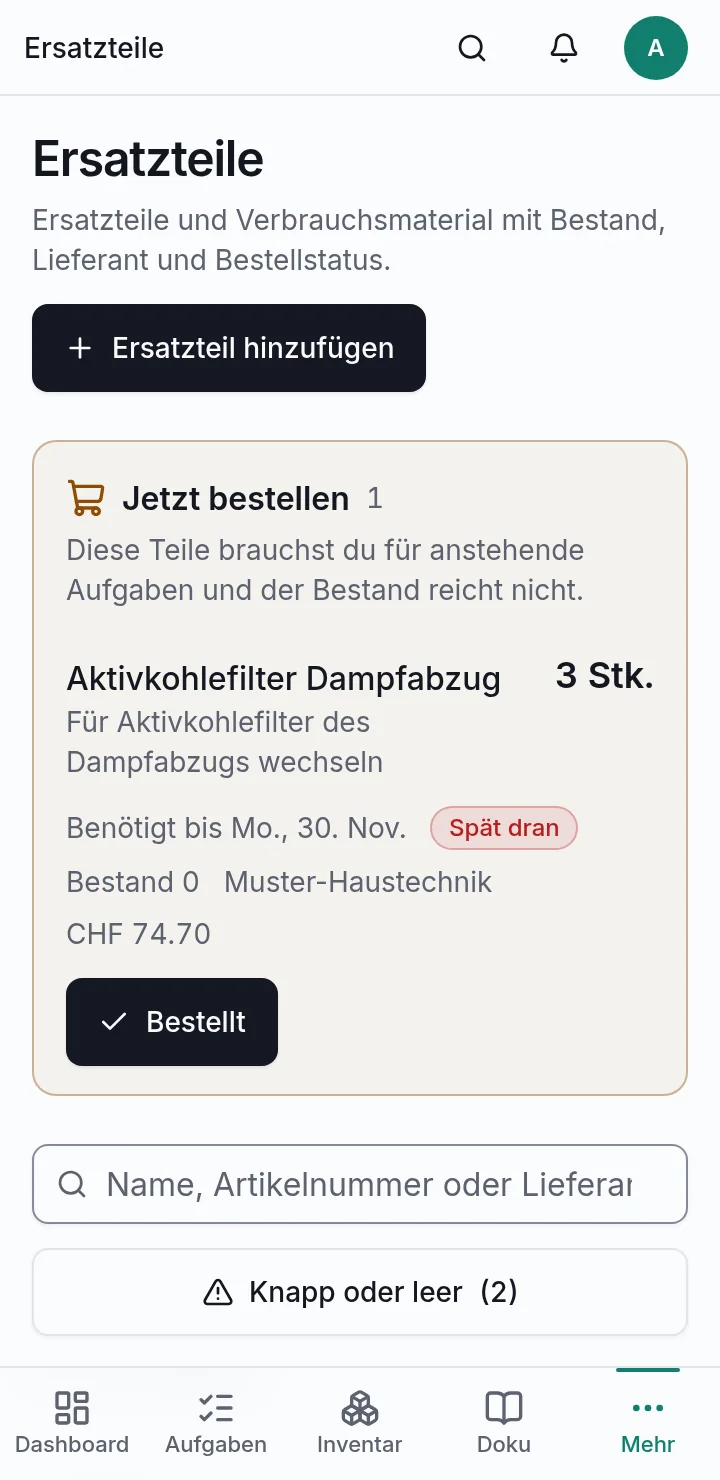 Ersatzteile
A
Ersatzteile
Ersatzteile und Verbrauchsmaterial mit Bestand,
Lieferant und Bestellstatus.
Ersatzteil hinzufügen
Jetzt bestellen 1
Diese Teile brauchst du für anstehende
Aufgaben und der Bestand reicht nicht.
Aktivkohlefilter Dampfabzug 3 Stk.
Für Aktivkohlefilter des
Dampfabzugs wechseln
Benötigt bis Mo., 30. Nov. Spät dran
Bestand 0 Muster-Haustechnik
CHF 74.70
Bestellt
Name, Artikelnummer oder Lieferar
Knapp oder leer (2)
Dashboard Aufgaben Inventar Doku Mehr